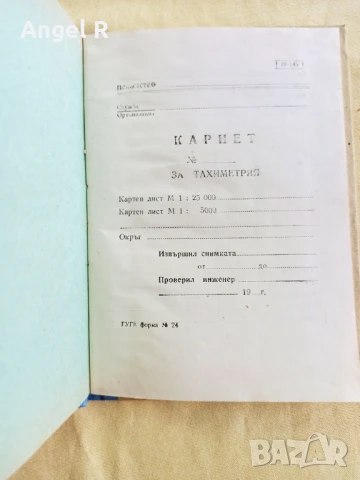 Angel R
Служба
Организация
КАРНЕТ
№
ЗА ТАХИМЕТРИЯ
Картен лист М 1 : 25 000
Картен лист М 1 : 5000
Окръг
Извършил снимката
от до
Проверил инженер
19 г.
ГУГК форма № 24
bazar.bg